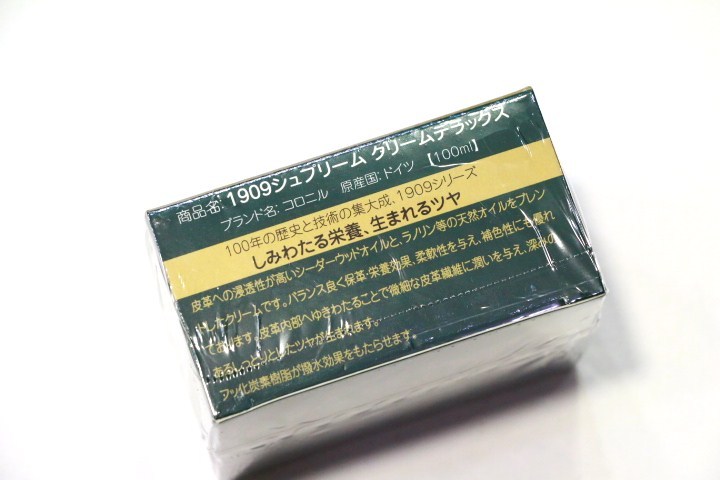 商品名: 1909シュプリーム クリームデラックス
ブランド名: コロニル 原産国: ドイツ 【100ml】
100年の歴史と技術の集大成、1909シリーズ
しみわたる栄養、生まれるツヤ
皮革への浸透性が高いシーダーウッドオイルと、ラノリン等の天然オイルをブレン
ドしたクリームです。バランス良く保革・栄養効果、柔軟性を与え、補色性にも優れ
ております。皮革内部へゆきわたることで微細な皮革繊維に潤いを与え、深みの
あるしっとりとしたツヤが生まれます。
フッ化炭素樹脂が撥水効果をもたらせます。